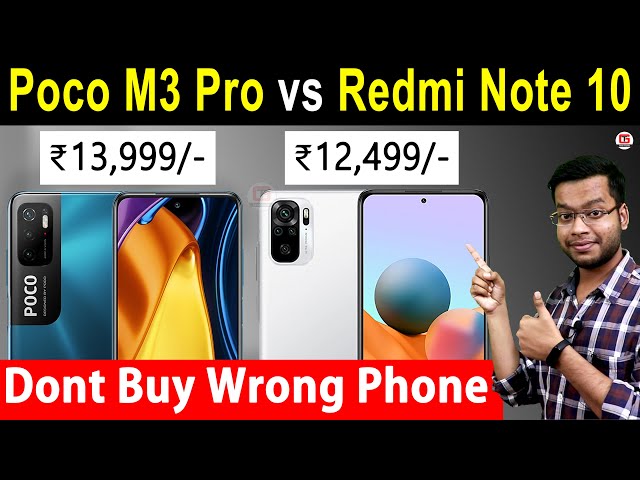 Poco M3 Pro vs Redmi Note 10
₹13,999/-
₹12,499/-
POCO
Dont Buy Wrong Phone